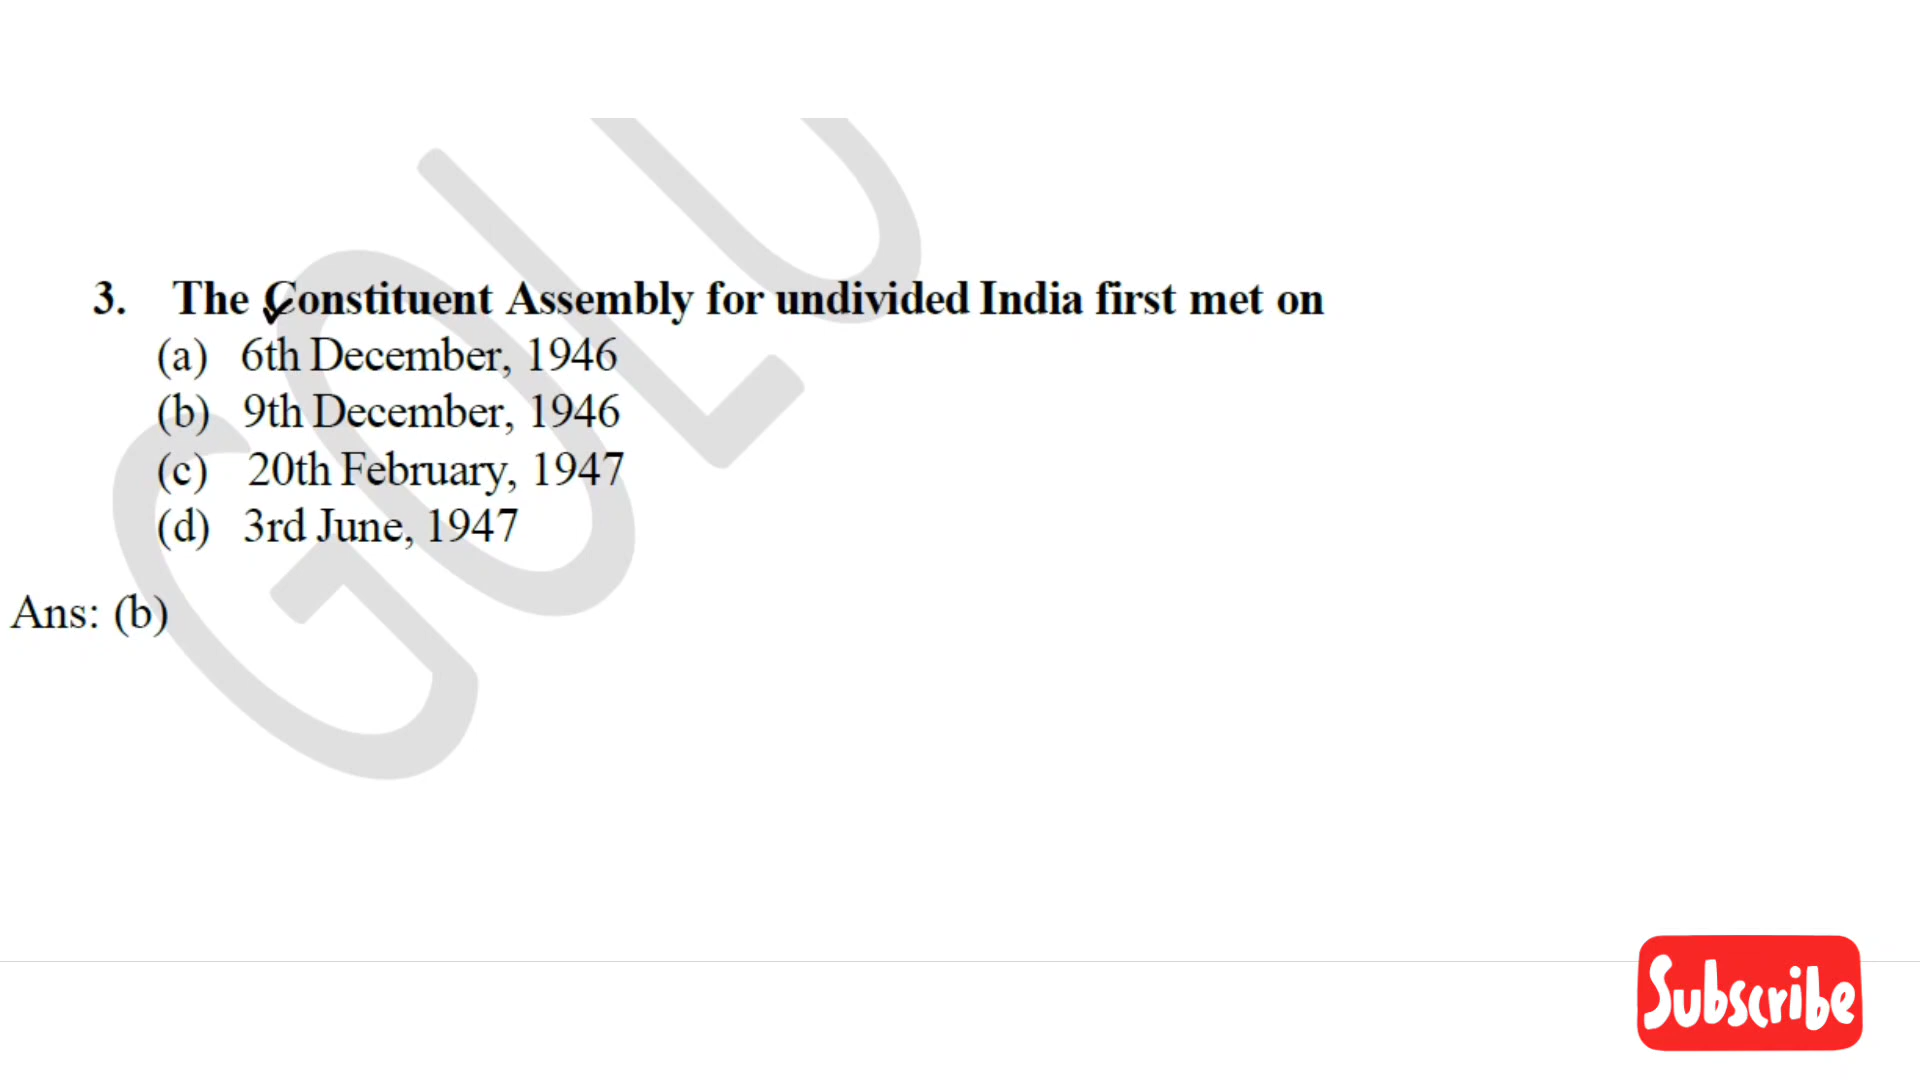 3. The Constituent Assembly for undivided India first met on
(a) 6th December, 1946
(b) 9th December, 1946
(c) 20th February, 1947
(d) 3rd June, 1947
Ans: (b)
Subscribe